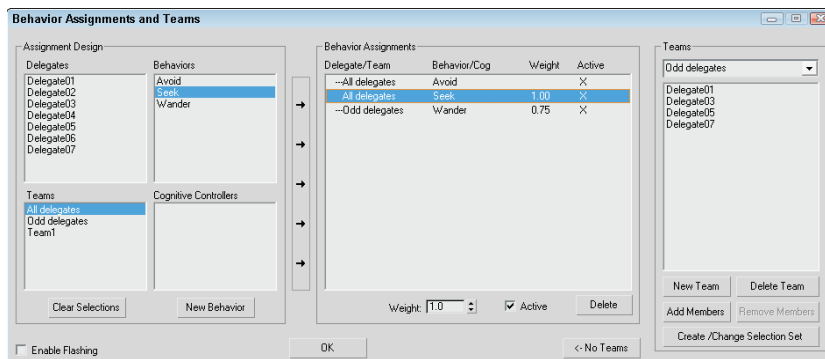 Behavior Assignments and Teams
Assignment Design
Delegates
Delegate01
Delegate02
Delegate03
Delegate04
Delegate05
Delegate06
Delegate07
Behaviors
Avoid
Seek
Wander
Teams
All delegates
Odd delegates
Team1
Cognitive Controllers
Clear Selections
New Behavior
Behavior Assignments
Delegate/Team Behavior/Cog Weight Active
---All delegates Avoid X
All delegates Seek 1.00 X
---Odd delegates Wander 0.75 X
Weight: 1.0 Active Delete
Teams
Odd delegates
Delegate01
Delegate03
Delegate05
Delegate07
New Team Delete Team
Add Members Remove Members
Create /Change Selection Set
Enable Flashing
OK
<- No Teams